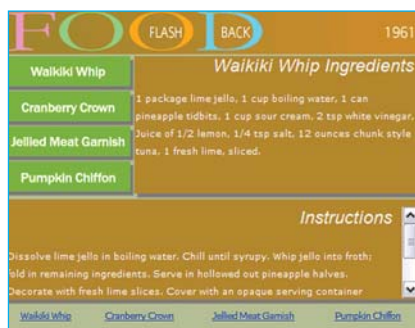 FOOD FLASH BACK 1961
Waikiki Whip
Cranberry Crown
Jellied Meat Garnish
Pumpkin Chiffon
Waikiki Whip Ingredients
1 package lime jello, 1 cup boiling water, 1 can
pineapple tidbits, 1 cup sour cream, 2 tsp white vinegar,
Juice of 1/2 lemon, 1/4 tsp salt, 12 ounces chunk style
tuna, 1 fresh lime, sliced.
Instructions
Dissolve lime jello in boiling water. Chill until syrupy. Whip jello into froth;
fold in remaining ingredients. Serve in hollowed out pineapple halves.
Decorate with fresh lime slices. Cover with an opaque serving container
Waikiki Whip Cranberry Crown Jellied Meat Garnish Pumpkin Chiffon